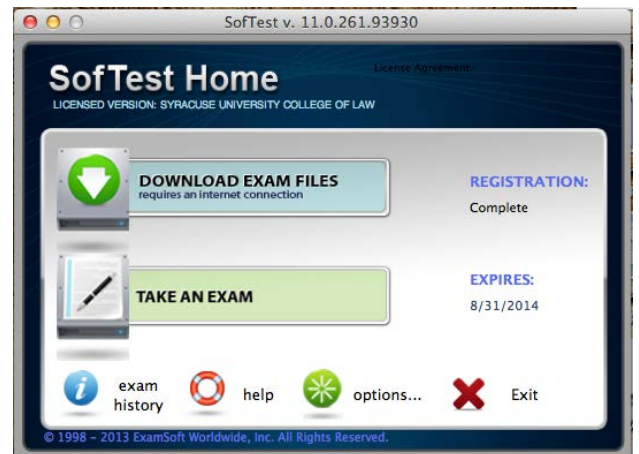 SofTest v. 11.0.261.93930
SofTest Home
License Agreement
LICENSED VERSION: SYRACUSE UNIVERSITY COLLEGE OF LAW
DOWNLOAD EXAM FILES
requires an internet connection
REGISTRATION:
Complete
TAKE AN EXAM
EXPIRES:
8/31/2014
exam
history
help
options...
Exit
© 1998 - 2013 ExamSoft Worldwide, Inc. All Rights Reserved.